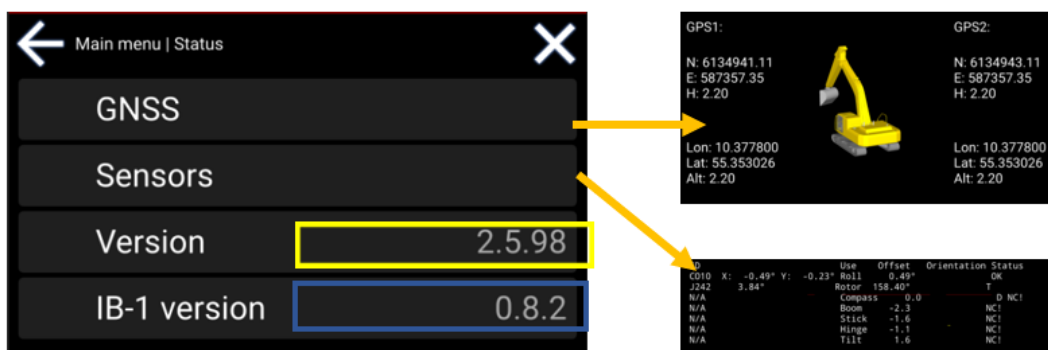 Main menu | Status
GNSS
Sensors
Version 2.5.98
IB-1 version 0.8.2
GPS1:
N: 6134941.11
E: 587357.35
H: 2.20
Lon: 10.377800
Lat: 55.353026
Alt: 2.20
GPS2:
N: 6134943.11
E: 587357.35
H: 2.20
Lon: 10.377800
Lat: 55.353026
Alt: 2.20
Use Offset Orientation Status
CO10 X: -0.49° Y: -0.23° Roll 0.49° OK
J242 3.84° Rotor 158.40° T
N/A Compass 0.0 D NC!
N/A Boom -2.3 NC!
N/A Stick -1.6 NC!
N/A Hinge -1.1 NC!
N/A Tilt 1.6 NC!